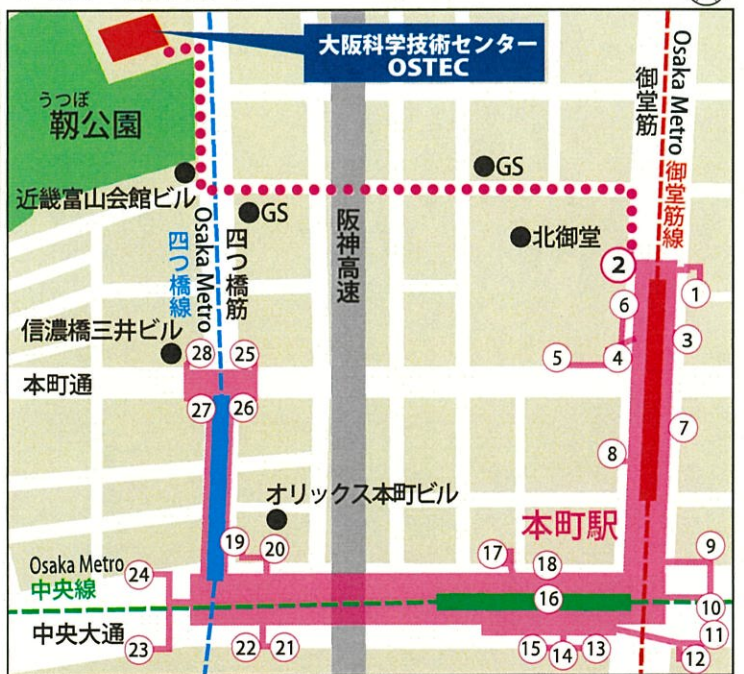 大阪科学技術センター
OSTEC
うつぼ
靱公園
近畿富山会館ビル
GS
GS
北御堂
阪神高速
御堂筋
Osaka Metro 御堂筋線
Osaka Metro
四つ橋線
四つ橋筋
信濃橋三井ビル
本町通
オリックス本町ビル
本町駅
Osaka Metro
中央線
中央大通
2
1
6
3
5
4
7
8
28
25
27
26
19
20
17
18
9
24
16
10
23
22
21
15
14
13
11
12